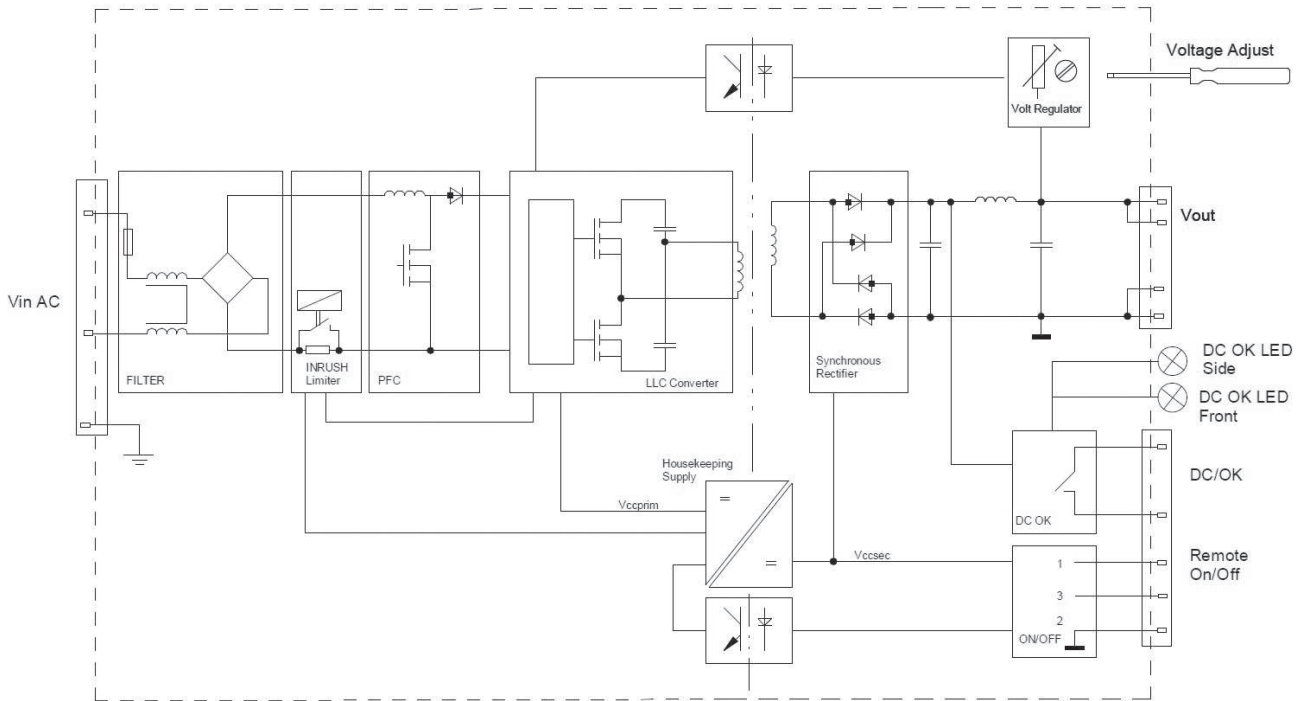 Voltage Adjust
Volt Regulator
Vin AC
FILTER
INRUSH
Limiter
PFC
LLC Converter
Synchronous
Rectifier
Vout
DC OK LED
Side
DC OK LED
Front
Housekeeping
Supply
Vccprim
Vccsec
DC OK
DC/OK
1
3
2
ON/OFF
Remote
On/Off